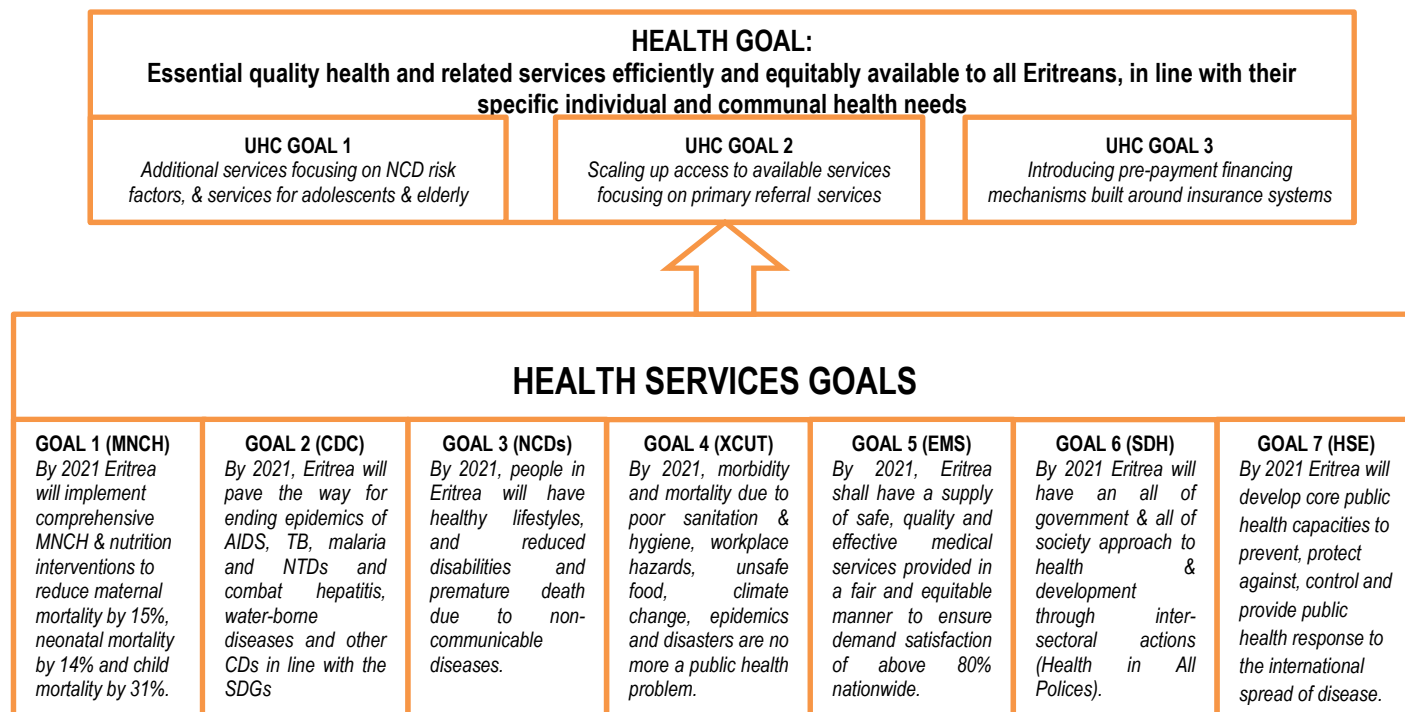 HEALTH GOAL:
Essential quality health and related services efficiently and equitably available to all Eritreans, in line with their
specific individual and communal health needs
UHC GOAL 1
Additional services focusing on NCD risk
factors, & services for adolescents & elderly
UHC GOAL 2
Scaling up access to available services
focusing on primary referral services
UHC GOAL 3
Introducing pre-payment financing
mechanisms built around insurance systems
HEALTH SERVICES GOALS
GOAL 1 (MNCH)
By 2021 Eritrea
will implement
comprehensive
MNCH & nutrition
interventions to
reduce maternal
mortality by 15%,
neonatal mortality
by 14% and child
mortality by 31%.
GOAL 2 (CDC)
By 2021, Eritrea will
pave the way for
ending epidemics of
AIDS, TB, malaria
and NTDs and
combat hepatitis,
water-borne
diseases and other
CDs in line with the
SDGs
GOAL 3 (NCDs)
By 2021, people in
Eritrea will have
healthy lifestyles,
and reduced
disabilities and
premature death
due to non-
communicable
diseases.
GOAL 4 (XCUT)
By 2021, morbidity
and mortality due to
poor sanitation &
hygiene, workplace
hazards, unsafe
food, climate
change, epidemics
and disasters are no
more a public health
problem.
GOAL 5 (EMS)
By 2021, Eritrea
shall have a supply
of safe, quality and
effective medical
services provided in
a fair and equitable
manner to ensure
demand satisfaction
of above 80%
nationwide.
GOAL 6 (SDH)
By 2021 Eritrea will
have an all of
government & all of
society approach to
health &
development
through inter-
sectoral actions
(Health in All
Polices).
GOAL 7 (HSE)
By 2021 Eritrea will
develop core public
health capacities to
prevent, protect
against, control and
provide public
health response to
the international
spread of disease.